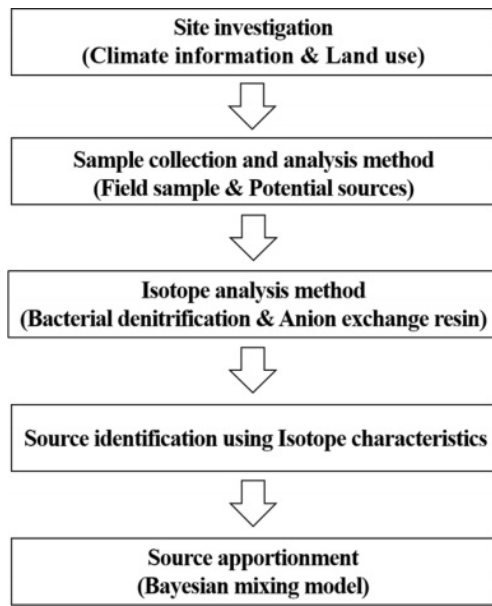 Site investigation
(Climate information & Land use)
Sample collection and analysis method
(Field sample & Potential sources)
Isotope analysis method
(Bacterial denitrification & Anion exchange resin)
Source identification using Isotope characteristics
Source apportionment
(Bayesian mixing model)